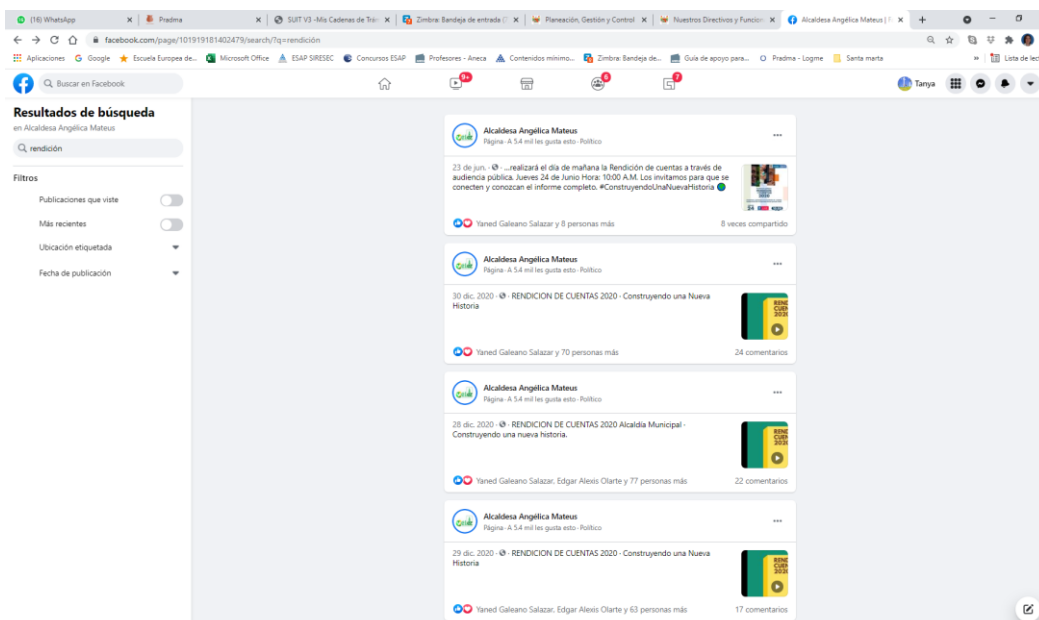 (16) WhatsApp
Pradma
SUIT V3 -Mis Cadenas de Trá
Zimbra: Bandeja de entrada (
Planeación, Gestión y Control
Nuestros Directivos y Funcion
Alcaldesa Angélica Mateus |
facebook.com/page/101919181402479/search/?q=rendición
Aplicaciones
Google
Escuela Europea de...
Microsoft Office
ESAP SIRESEC
Concursos ESAP
Profesores - Aneca
Contenidos mínimo...
Zimbra: Bandeja de...
Guía de apoyo para...
Pradma - Logme
Santa marta
»
Lista de lect
Buscar en Facebook
9+
6
7
Tanya
Resultados de búsqueda
en Alcaldesa Angélica Mateus
rendición
Filtros
Publicaciones que viste
Más recientes
Ubicación etiquetada
Fecha de publicación
Alcaldesa Angélica Mateus
Página · A 5.4 mil les gusta esto · Político
23 de jun. · ...realizará el día de mañana la Rendición de cuentas a través de
audiencia pública. Jueves 24 de Junio Hora: 10:00 A.M. Los invitamos para que se
conecten y conozcan el informe completo. #ConstruyendoUnaNuevaHistoria
Yaned Galeano Salazar y 8 personas más
8 veces compartido
Alcaldesa Angélica Mateus
Página · A 5.4 mil les gusta esto · Político
30 dic. 2020 · RENDICION DE CUENTAS 2020 - Construyendo una Nueva
Historia
Yaned Galeano Salazar y 70 personas más
24 comentarios
Alcaldesa Angélica Mateus
Página · A 5.4 mil les gusta esto · Político
28 dic. 2020 · RENDICION DE CUENTAS 2020 Alcaldía Municipal -
Construyendo una nueva historia.
Yaned Galeano Salazar, Edgar Alexis Olarte y 77 personas más
22 comentarios
Alcaldesa Angélica Mateus
Página · A 5.4 mil les gusta esto · Político
29 dic. 2020 · RENDICION DE CUENTAS 2020 - Construyendo una Nueva
Historia
Yaned Galeano Salazar, Edgar Alexis Olarte y 63 personas más
17 comentarios